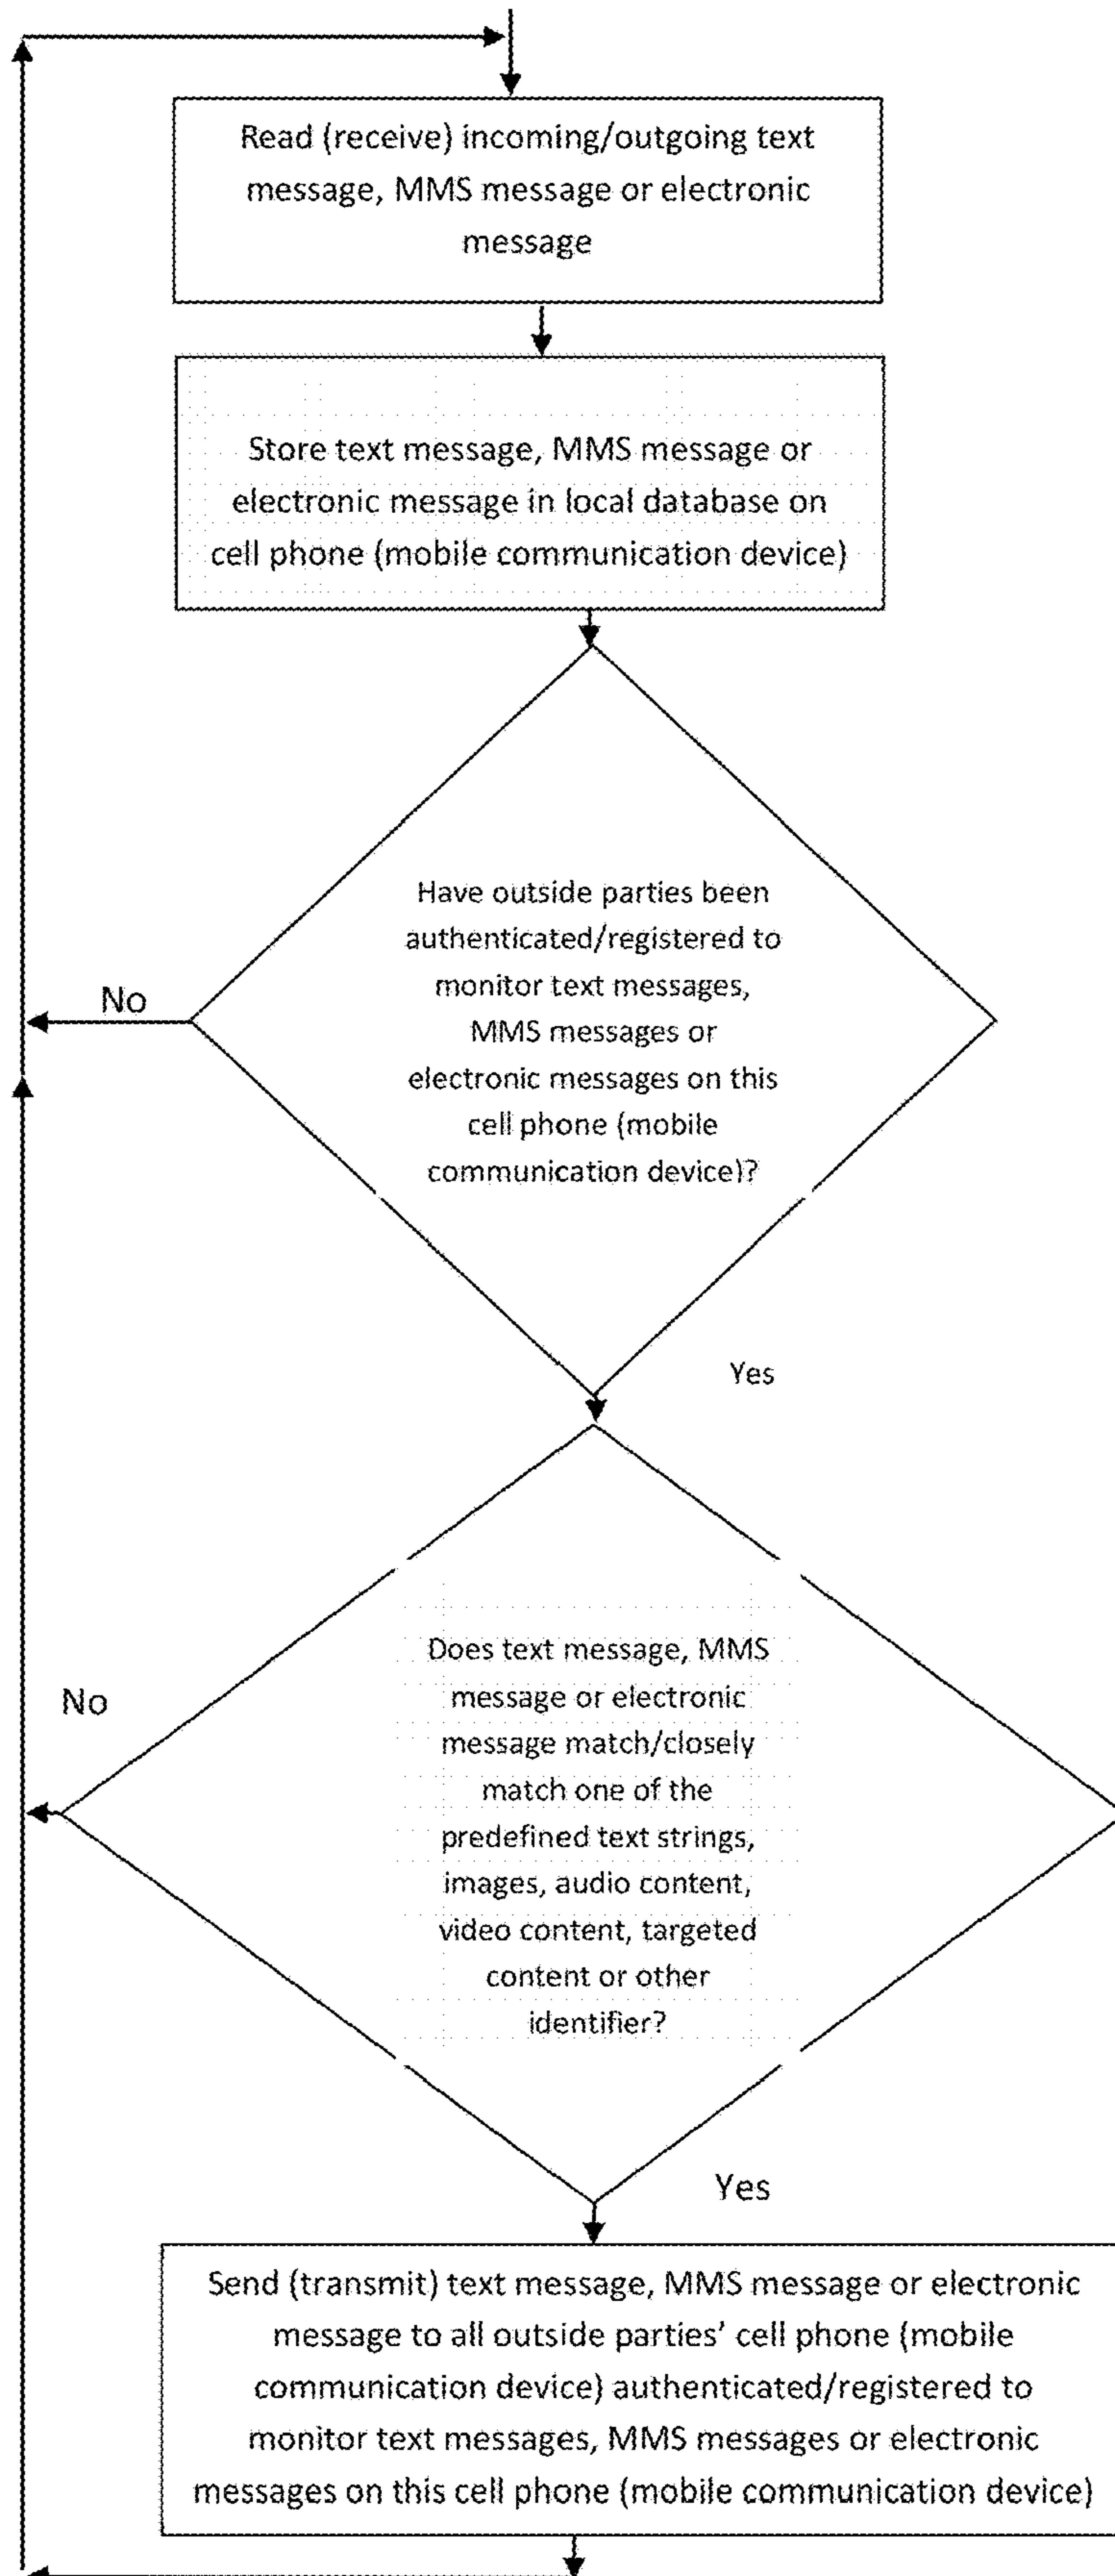 Read (receive) incoming/outgoing text
message, MMS message or electronic
message
Store text message, MMS message or
electronic message in local database on
cell phone (mobile communication device)
Have outside parties been
authenticated/registered to
monitor text messages,
MMS messages or
electronic messages on this
cell phone (mobile
communication device)?
No
Yes
Does text message, MMS
message or electronic
message match/closely
match one of the
predefined text strings,
images, audio content,
video content, targeted
content or other
identifier?
No
Yes
Send (transmit) text message, MMS message or electronic
message to all outside parties’ cell phone (mobile
communication device) authenticated/registered to
monitor text messages, MMS messages or electronic
messages on this cell phone (mobile communication device)